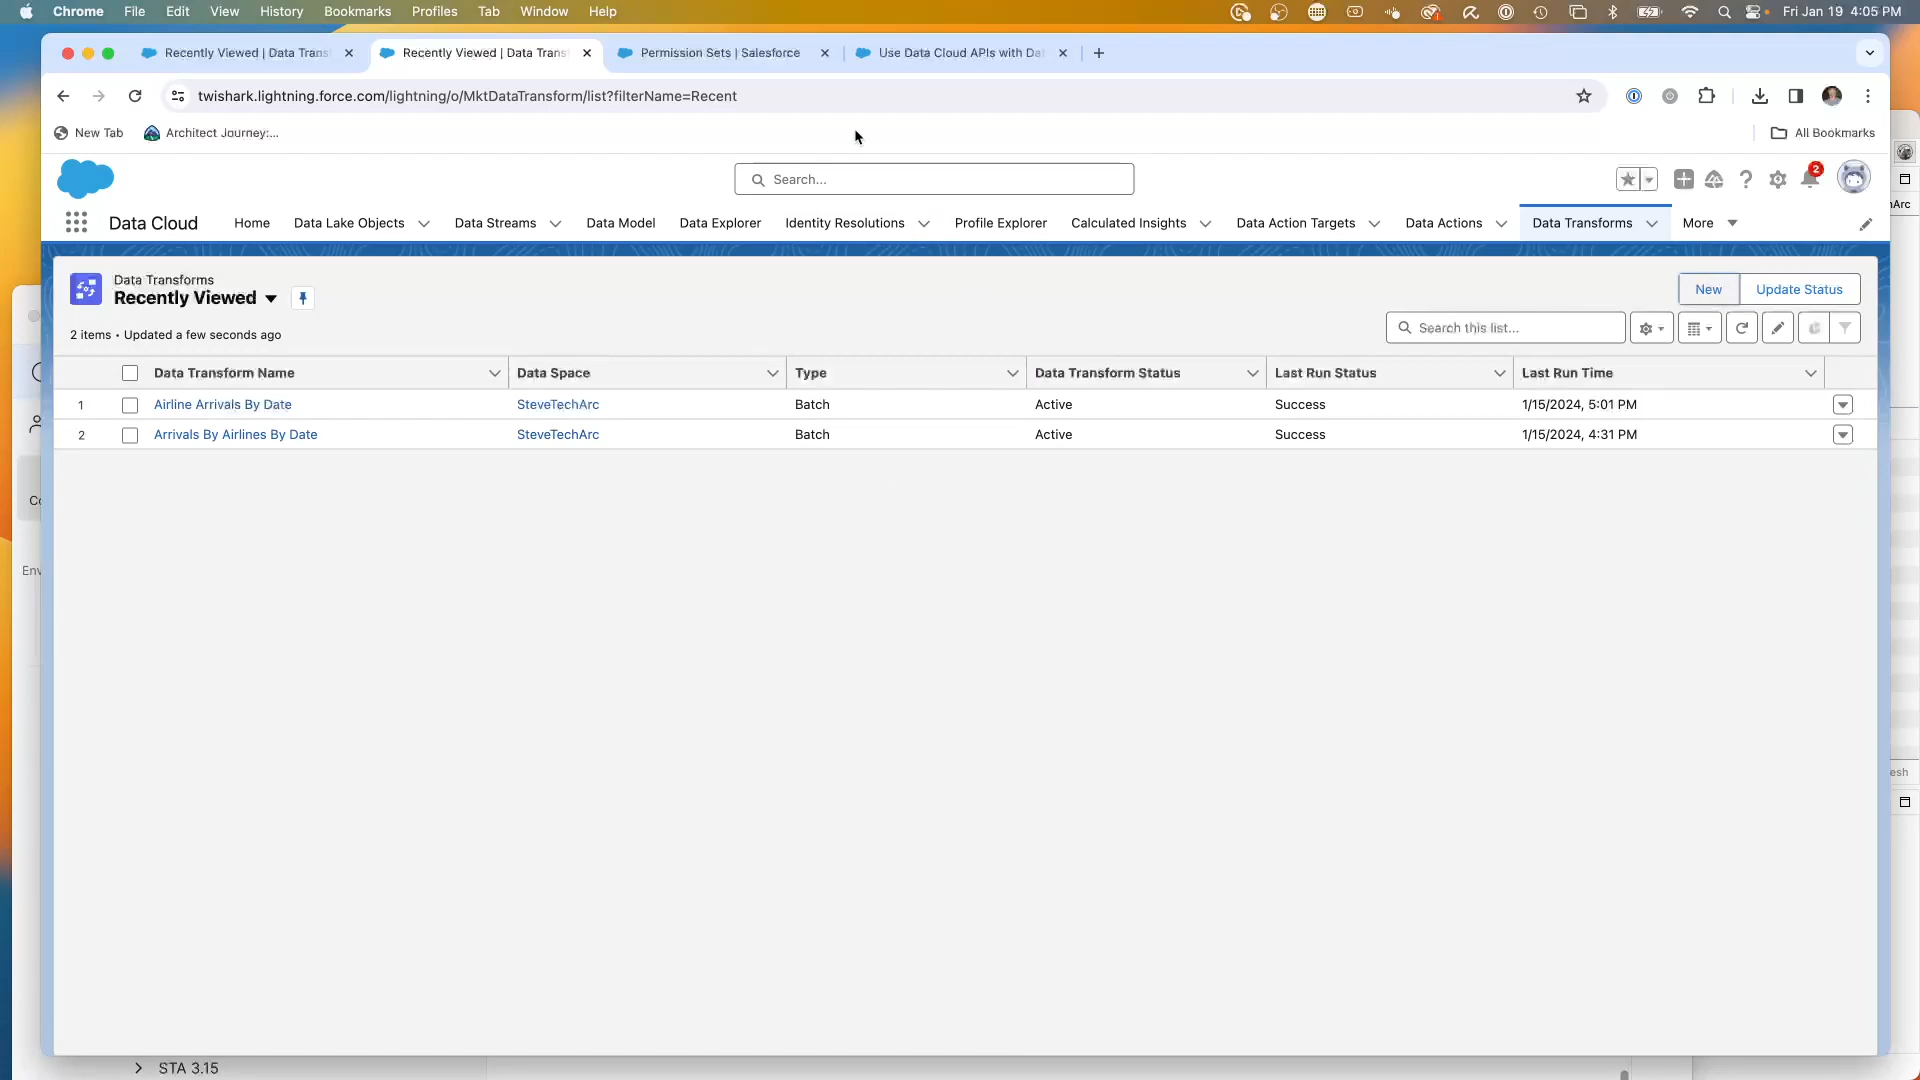 Chrome File Edit View History Bookmarks Profiles Tab Window Help Fri Jan 19 4:05 PM
Recently Viewed | Data Trans Recently Viewed | Data Trans Permission Sets | Salesforce Use Data Cloud APIs with Dat
twishark.lightning.force.com/lightning/o/MktDataTransform/list?filterName=Recent
New Tab Architect Journey:... All Bookmarks
Search... 2
Data Cloud Home Data Lake Objects Data Streams Data Model Data Explorer Identity Resolutions Profile Explorer Calculated Insights Data Action Targets Data Actions Data Transforms More
Data Transforms
Recently Viewed
New Update Status
2 items • Updated a few seconds ago
Search this list...
Data Transform Name Data Space Type Data Transform Status Last Run Status Last Run Time
1 Airline Arrivals By Date SteveTechArc Batch Active Success 1/15/2024, 5:01 PM
2 Arrivals By Airlines By Date SteveTechArc Batch Active Success 1/15/2024, 4:31 PM
STA 3.15